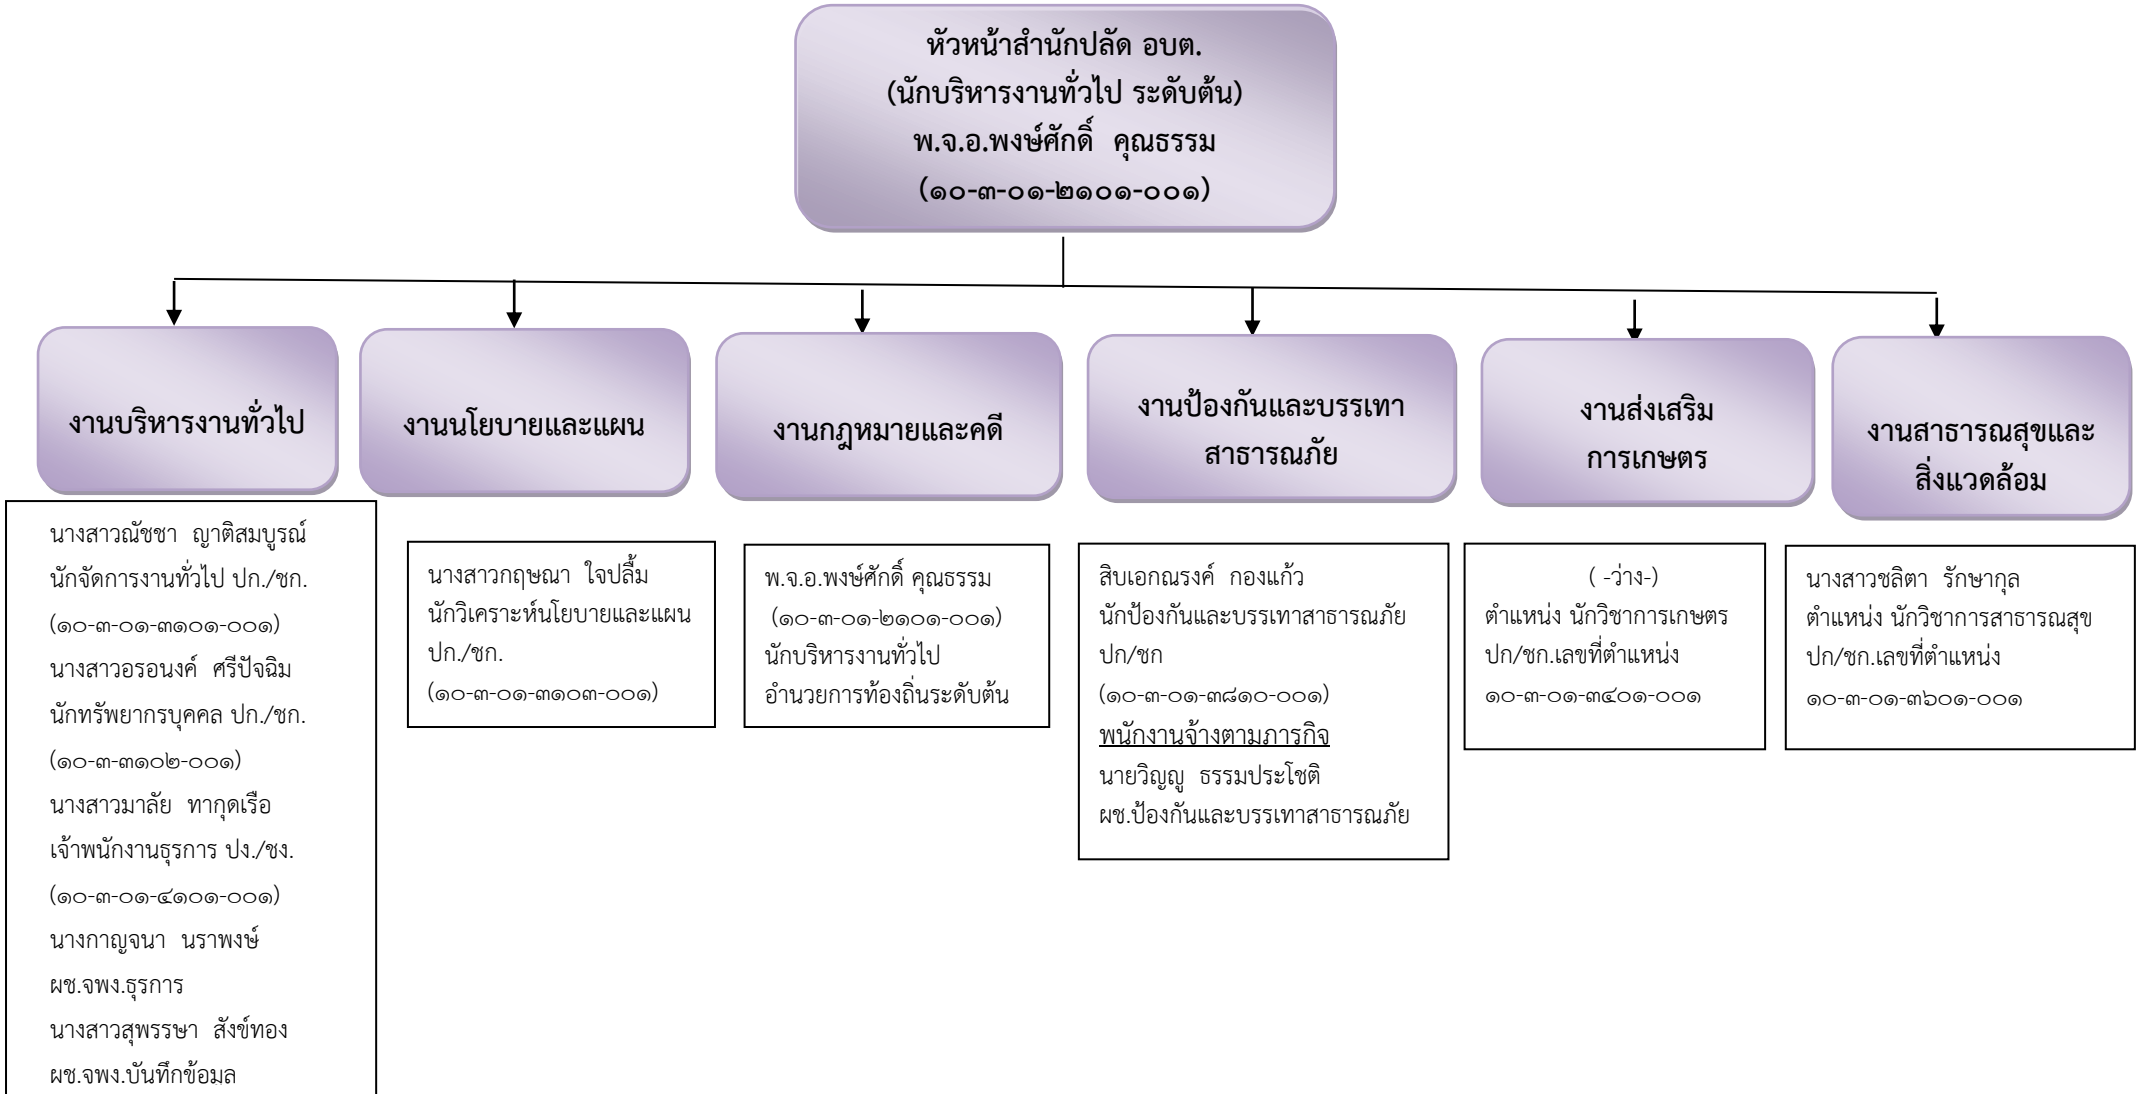 หัวหน้าสำนักปลัด อบต.
(นักบริหารงานทั่วไป ระดับต้น)
พ.จ.อ.พงษ์ศักดิ์ คุณธรรม
(๑๐-๓-๐๑-๒๑๐๑-๐๐๑)
งานบริหารงานทั่วไป
งานนโยบายและแผน
งานกฎหมายและคดี
งานป้องกันและบรรเทา
สาธารณภัย
งานส่งเสริม
การเกษตร
งานสาธารณสุขและ
สิ่งแวดล้อม
นางสาวณัชชา ญาติสมบูรณ์
นักจัดการงานทั่วไป ปก./ชก.
(๑๐-๓-๐๑-๓๑๐๑-๐๐๑)
นางสาวอรอนงค์ ศรีปัจฉิม
นักทรัพยากรบุคคล ปก./ชก.
(๑๐-๓-๓๑๐๒-๐๐๑)
นางสาวมาลัย ทากุดเรือ
เจ้าพนักงานธุรการ ปง./ชง.
(๑๐-๓-๐๑-๔๑๐๑-๐๐๑)
นางกาญจนา นราพงษ์
ผช.จพง.ธุรการ
นางสาวสุพรรษา สังข์ทอง
ผช.จพง.บันทึกข้อมล
นางสาวกฤษณา ใจปลื้ม
นักวิเคราะห์นโยบายและแผน
ปก./ชก.
(๑๐-๓-๐๑-๓๑๐๓-๐๐๑)
พ.จ.อ.พงษ์ศักดิ์ คุณธรรม
(๑๐-๓-๐๑-๒๑๐๑-๐๐๑)
นักบริหารงานทั่วไป
อำนวยการท้องถิ่นระดับต้น
สิบเอกณรงค์ กองแก้ว
นักป้องกันและบรรเทาสาธารณภัย
ปก/ชก
(๑๐-๓-๐๑-๓๘๑๐-๐๐๑)
พนักงานจ้างตามภารกิจ
นายวิญญู ธรรมประโชติ
ผช.ป้องกันและบรรเทาสาธารณภัย
( -ว่าง-)
ตำแหน่ง นักวิชาการเกษตร
ปก/ชก.เลขที่ตำแหน่ง
๑๐-๓-๐๑-๓๔๐๑-๐๐๑
นางสาวชลิตา รักษากุล
ตำแหน่ง นักวิชาการสาธารณสุข
ปก/ชก.เลขที่ตำแหน่ง
๑๐-๓-๐๑-๓๖๐๑-๐๐๑